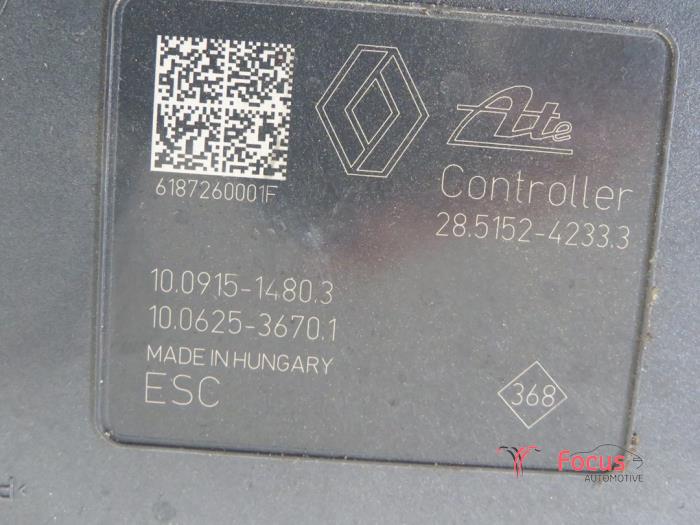 Ate
6187260001F
Controller
28.5152-4233.3
10.0915-1480.3
10.0625-3670.1
MADE IN HUNGARY
ESC
368
Focus
AUTOMOTIVE